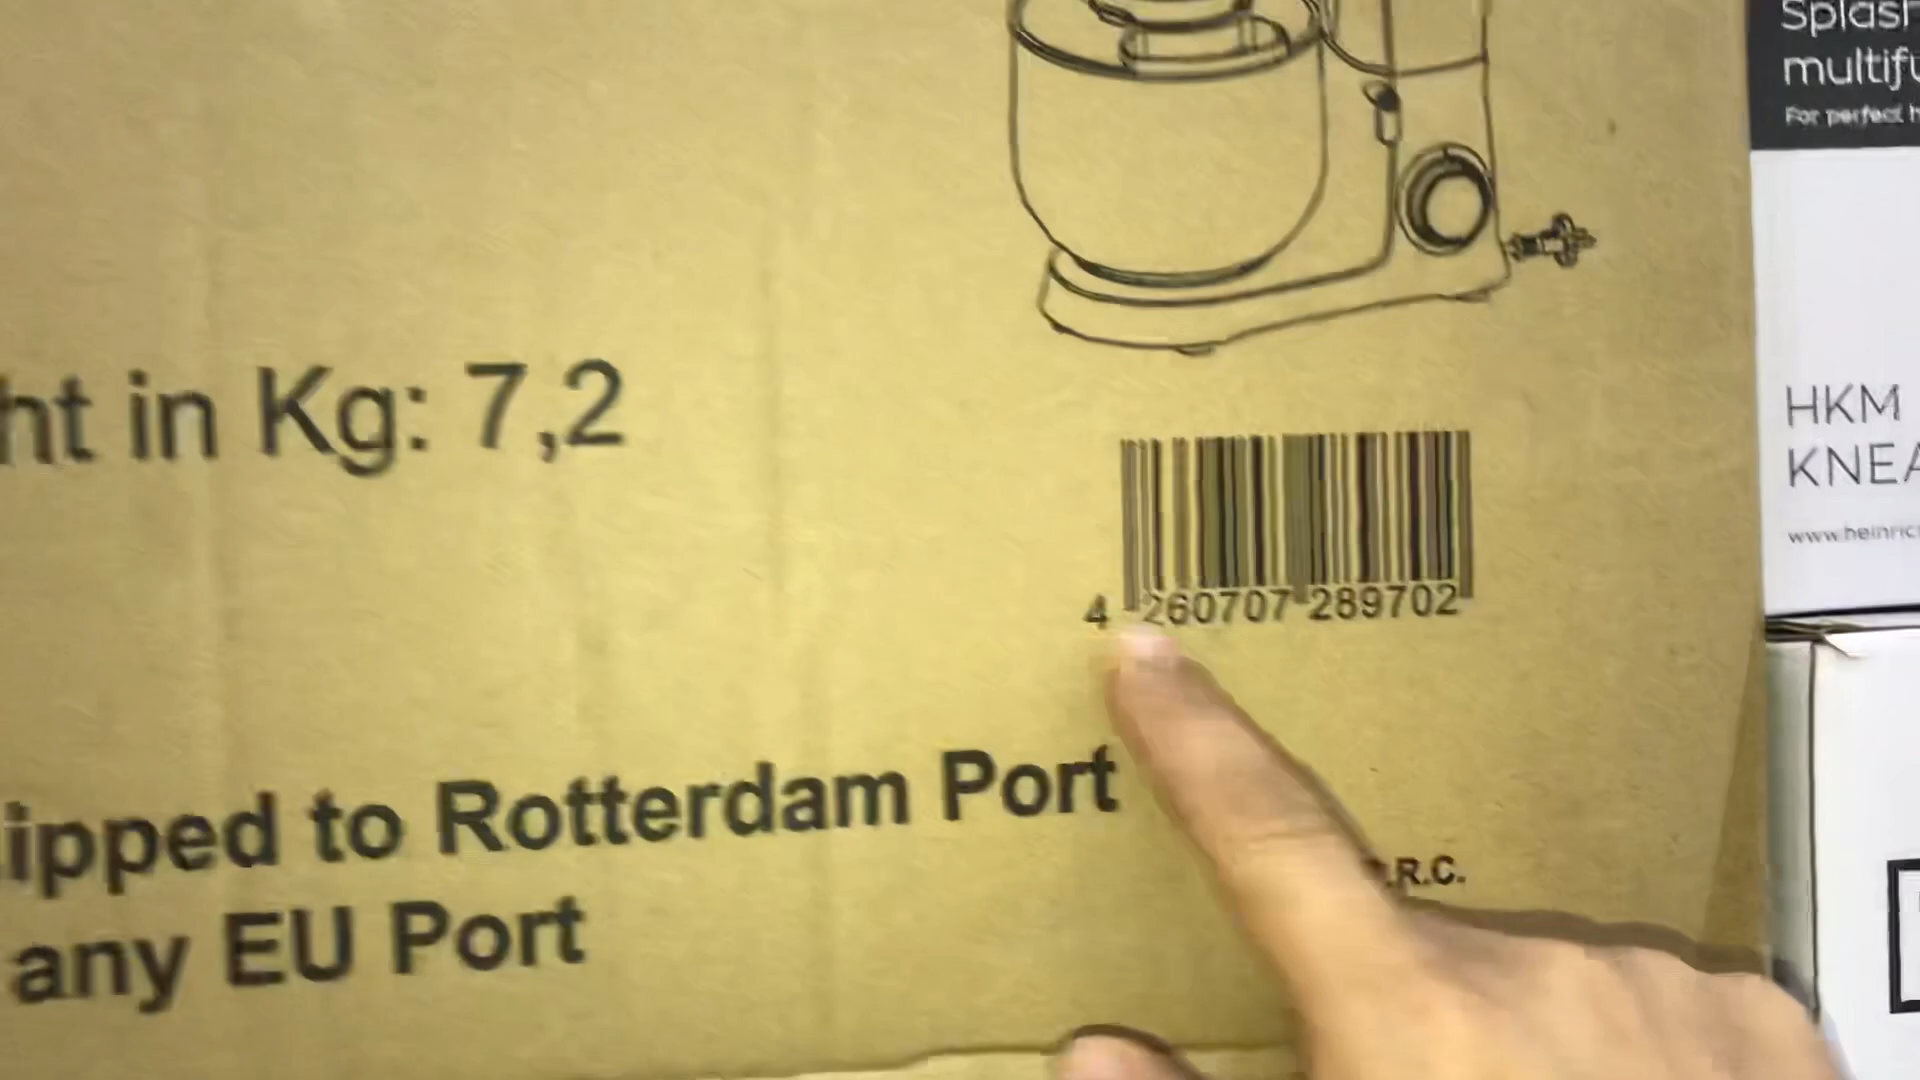 ht in Kg: 7,2
4 260707 289702
ipped to Rotterdam Port
any EU Port
.R.C.
Splash
multifu
For perfect h
HKM
KNEA
www.heinric